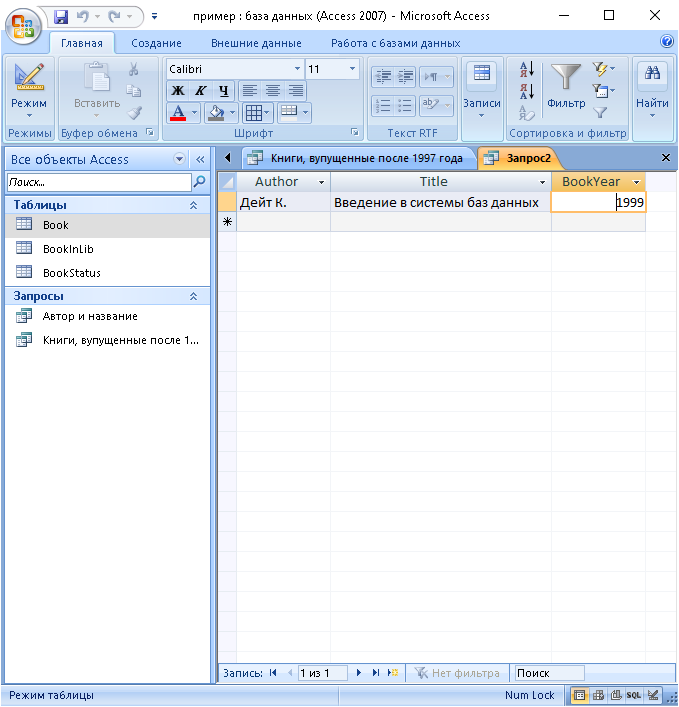 пример : база данных (Access 2007) - Microsoft Access
Главная Создание Внешние данные Работа с базами данных
Calibri 11
Ж К Ч
А
ab
Режим Вставить Записи Фильтр Найти
Режимы Буфер обмена Шрифт Текст RTF Сортировка и фильтр
Все объекты Access
Книги, вупущенные после 1997 года Запрос2
Поиск...
Author Title BookYear
Таблицы
Дейт К. Введение в системы баз данных 1999
Book
BookInLib
BookStatus
Запросы
Автор и название
Книги, вупущенные после 1...
Запись: 1 из 1 Нет фильтра Поиск
Режим таблицы Num Lock SQL